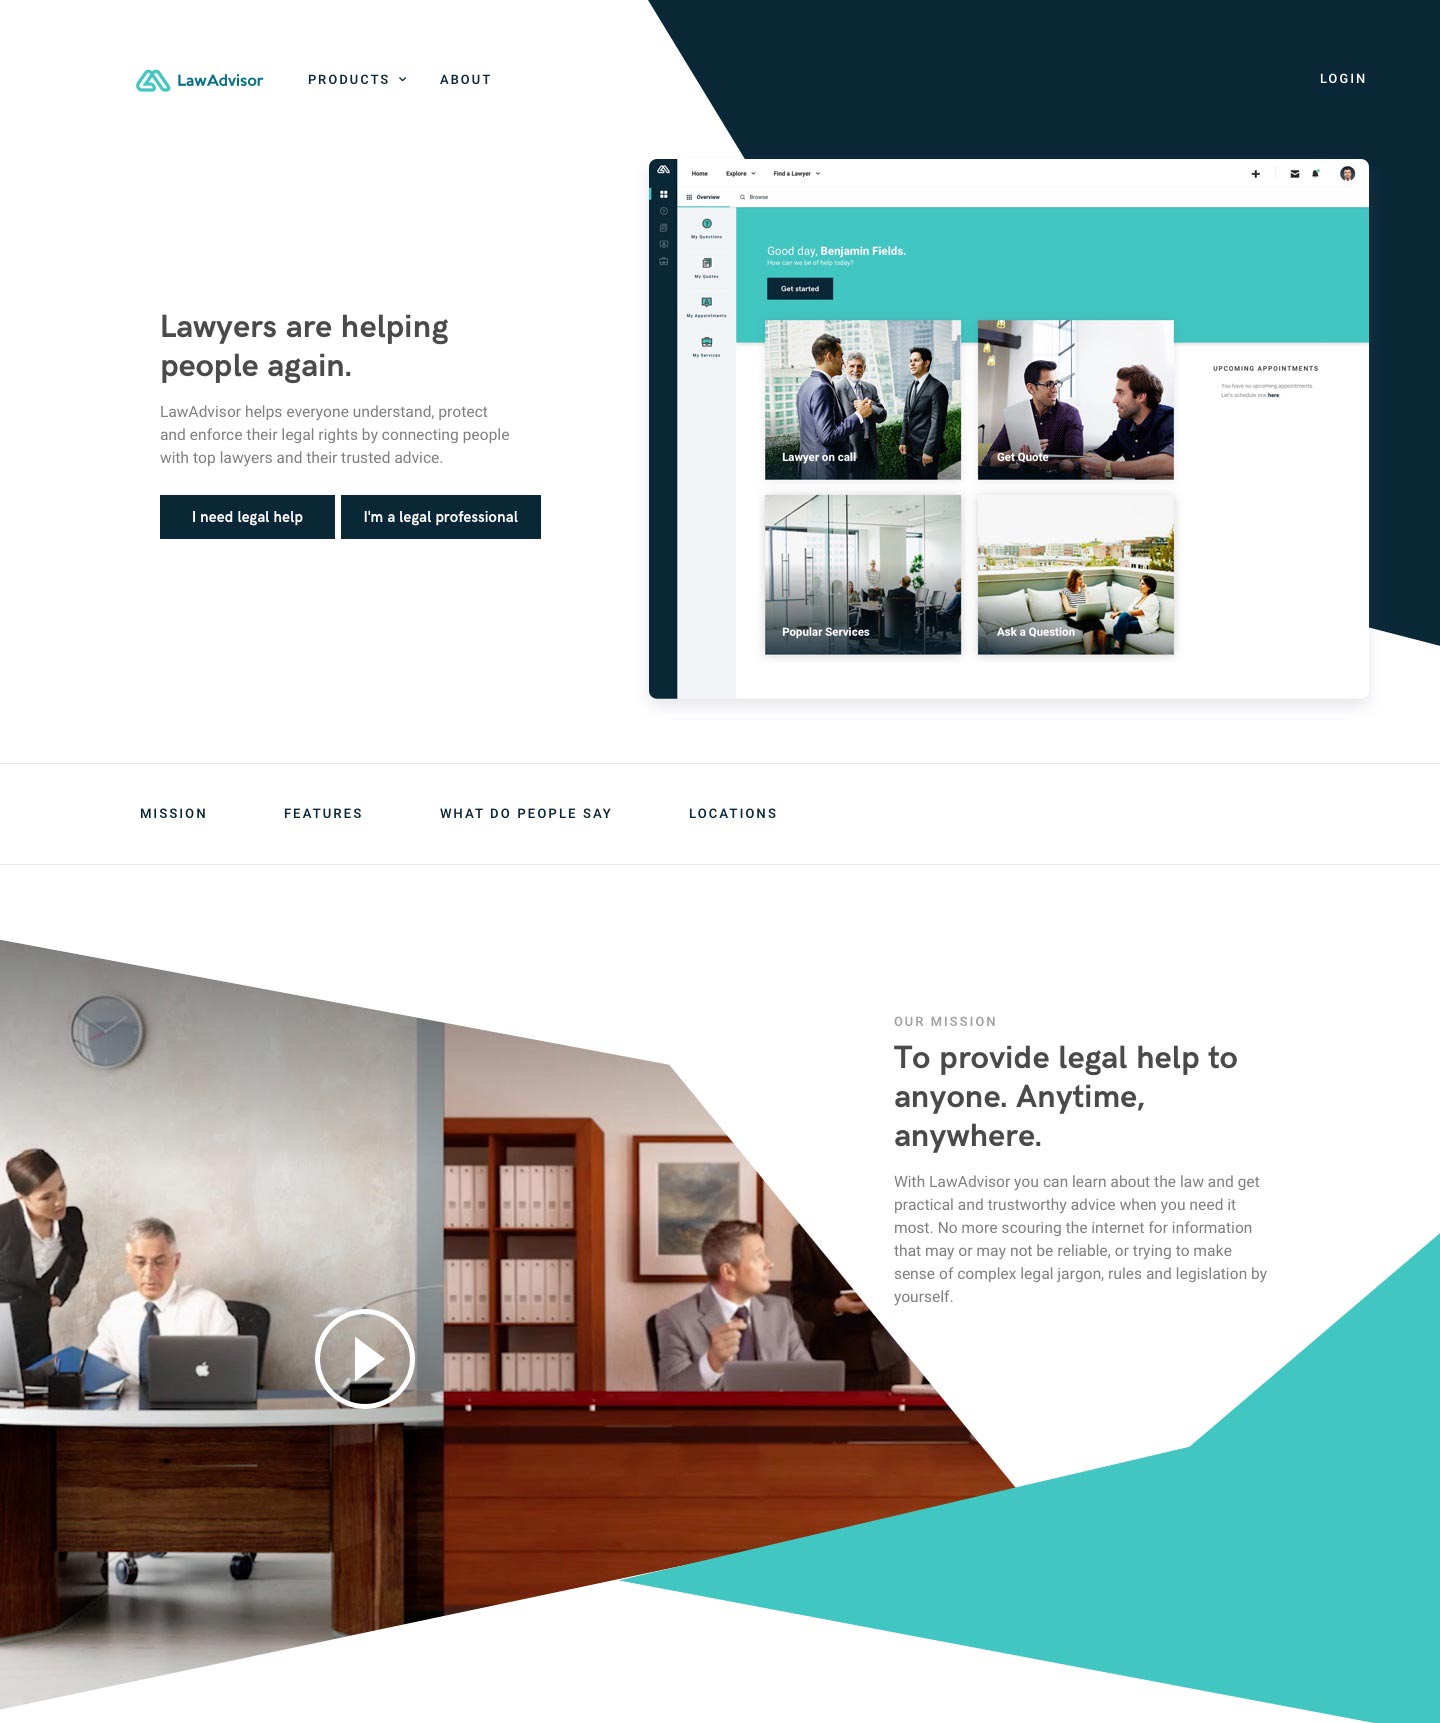 LawAdvisor
PRODUCTS
ABOUT
LOGIN
Lawyers are helping
people again.
LawAdvisor helps everyone understand, protect
and enforce their legal rights by connecting people
with top lawyers and their trusted advice.
I need legal help
I'm a legal professional
Home
Explore
Find a Lawyer
Overview
Browse
My Questions
My Quotes
My Appointments
My Services
Good day, Benjamin Fields.
How can we be of help today?
Get started
Lawyer on call
Get Quote
Popular Services
Ask a Question
UPCOMING APPOINTMENTS
You have no upcoming appointments.
Let's schedule one here
MISSION
FEATURES
WHAT DO PEOPLE SAY
LOCATIONS
OUR MISSION
To provide legal help to
anyone. Anytime,
anywhere.
With LawAdvisor you can learn about the law and get
practical and trustworthy advice when you need it
most. No more scouring the internet for information
that may or may not be reliable, or trying to make
sense of complex legal jargon, rules and legislation by
yourself.